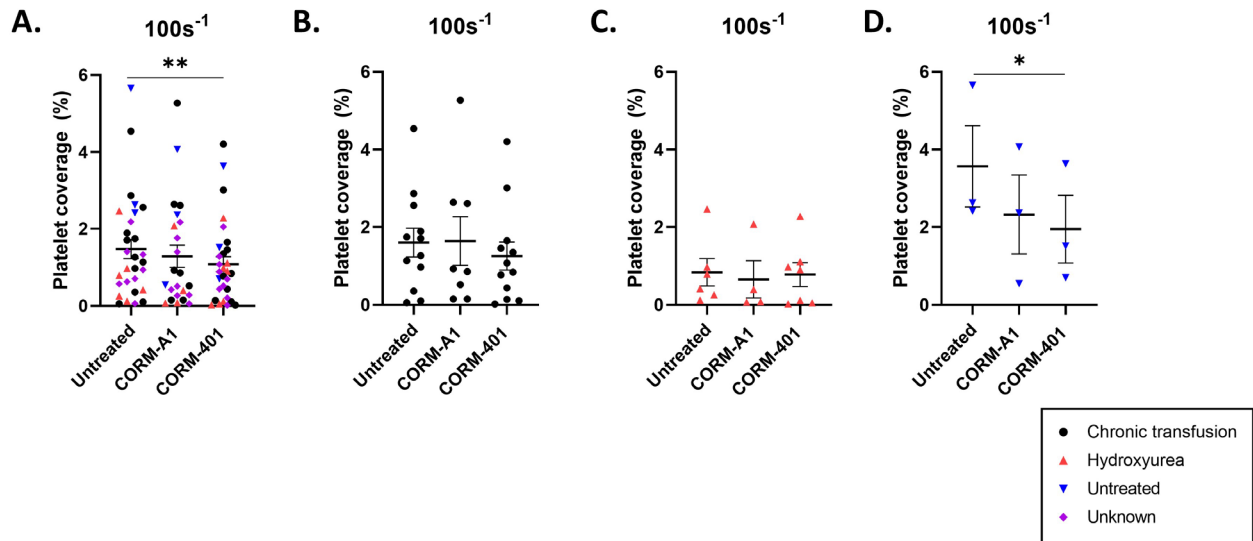 A.
100s⁻¹
**
Platelet coverage (%)
6
4
2
0
Untreated
CORM-A1
CORM-401
B.
100s⁻¹
Platelet coverage (%)
6
4
2
0
Untreated
CORM-A1
CORM-401
C.
100s⁻¹
Platelet coverage (%)
6
4
2
0
Untreated
CORM-A1
CORM-401
D.
100s⁻¹
*
Platelet coverage (%)
6
4
2
0
Untreated
CORM-A1
CORM-401
Chronic transfusion
Hydroxyurea
Untreated
Unknown